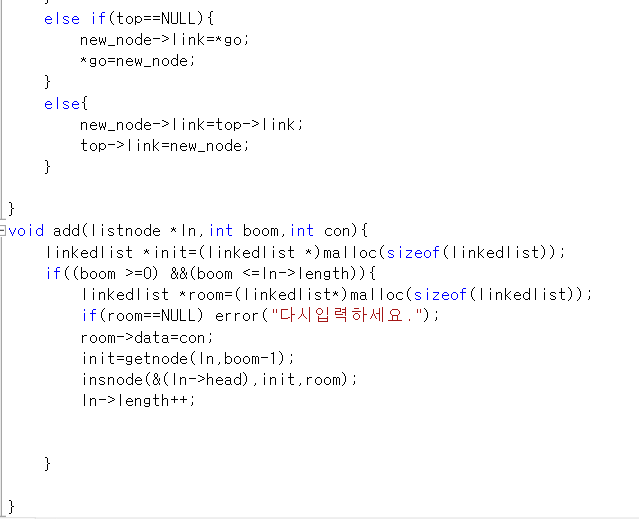 }
else if(top==NULL){
new_node->link=*go;
*go=new_node;
}
else{
new_node->link=top->link;
top->link=new_node;
}
}
void add(listnode *ln,int boom,int con){
linkedlist *init=(linkedlist *)malloc(sizeof(linkedlist));
if((boom >=0) &&(boom <=ln->length)){
linkedlist *room=(linkedlist*)malloc(sizeof(linkedlist));
if(room==NULL) error("다시입력하세요.");
room->data=con;
init=getnode(ln,boom-1);
insnode(&(ln->head),init,room);
ln->length++;
}
}